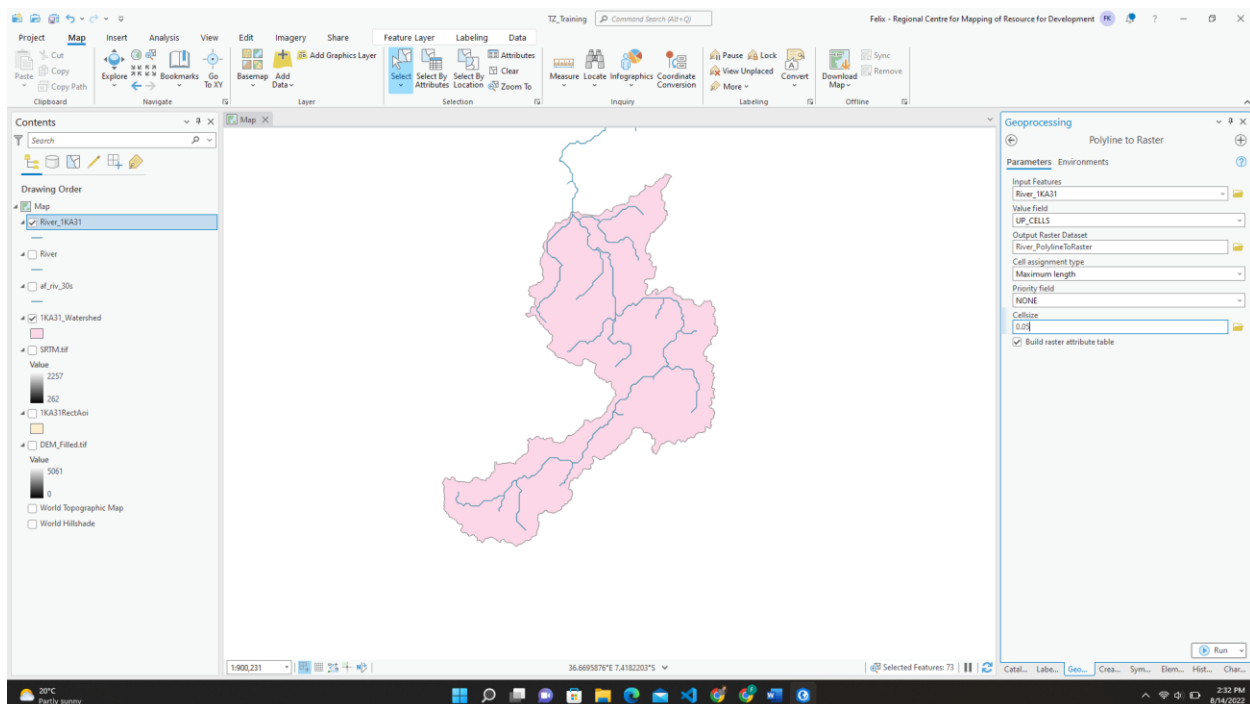 TZ_Training
Command Search (Alt+Q)
Felix - Regional Centre for Mapping of Resource for Development
FK
?
Project Map Insert Analysis View Edit Imagery Share Feature Layer Labeling Data
Cut
Copy
Copy Path
Paste
Clipboard
Explore
Bookmarks
Go To XY
Navigate
Basemap
Add Data
Add Graphics Layer
Layer
Select
Select By Attributes
Select By Location
Attributes
Clear
Zoom To
Selection
Measure
Locate
Infographics
Coordinate Conversion
Inquiry
Pause
Lock
View Unplaced
More
Convert
Labeling
Download Map
Sync
Remove
Offline
Contents
Search
Drawing Order
Map
River_1KA31
River
af_riv_30s
1KA31_Watershed
SRTM.tif
Value
2257
262
1KA31RectAoi
DEM_Filled.tif
Value
5061
0
World Topographic Map
World Hillshade
Map
1:900,231
36.6695876°E 7.4182203°S
Selected Features: 73
Geoprocessing
Polyline to Raster
Parameters Environments
Input Features
River_1KA31
Value field
UP_CELLS
Output Raster Dataset
River_PolylineToRaster
Cell assignment type
Maximum length
Priority field
NONE
Cellsize
0.05
Build raster attribute table
Run
Catal... Labe... Geo... Crea... Sym... Elem... Hist... Char...
20°C
Partly sunny
2:32 PM
8/14/2022